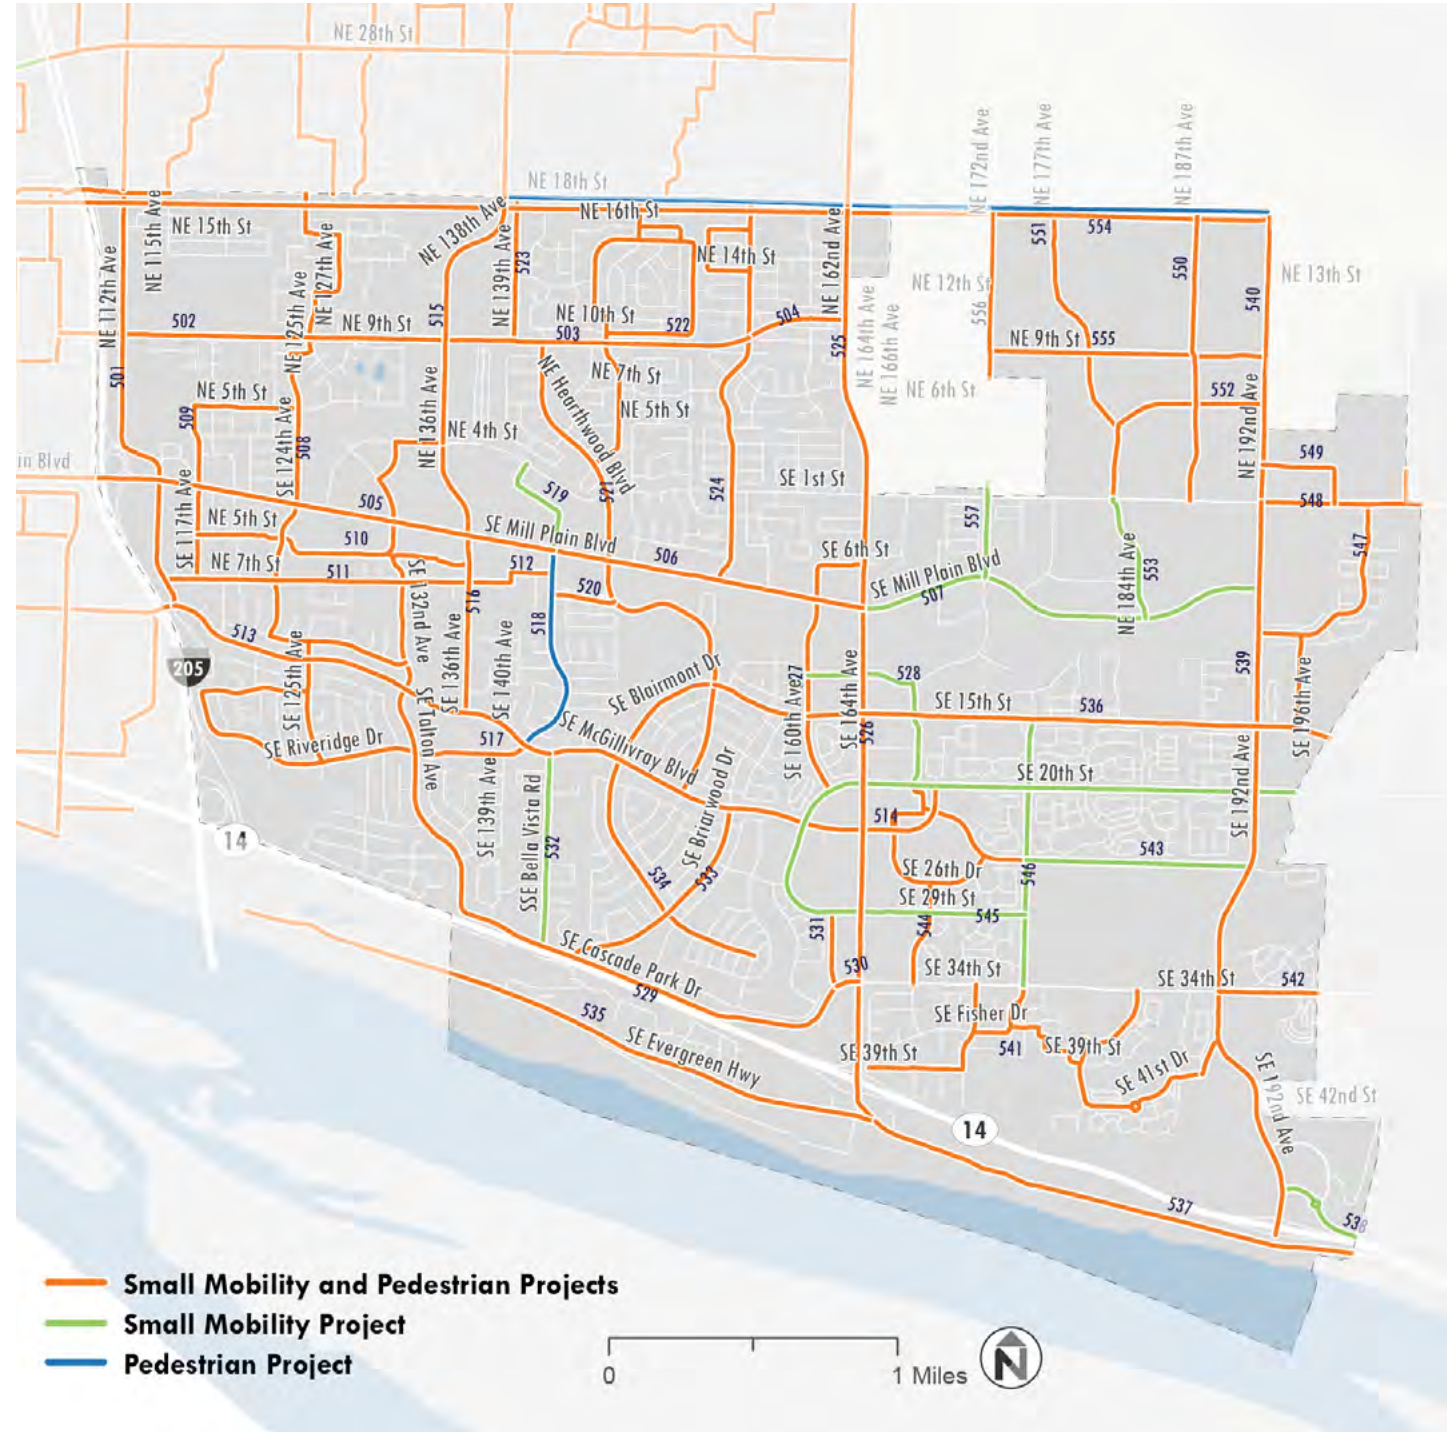 NE 28th St
NE 172nd Ave
NE 177th Ave
NE 187th Ave
NE 18th St
NE 16th St
NE 115th Ave
NE 15th St
NE 138th Ave
NE 127th Ave
NE 112th Ave
NE 139th Ave
523
NE 14th St
NE 162nd Ave
551
554
550
540
NE 13th St
NE 12th St
556
NE 164th Ave
NE 166th Ave
NE 125th Ave
502
NE 9th St
515
NE 10th St
503
522
504
525
NE 9th St
555
501
NE 5th St
509
SE 124th Ave
508
NE 136th Ave
NE 4th St
NE Hearthwood Blvd
NE 7th St
NE 5th St
521
NE 6th St
552
NE 192nd Ave
549
548
in Blvd
505
519
524
SE 1st St
SE 117th Ave
NE 5th St
510
SE Mill Plain Blvd
506
SE 6th St
557
547
NE 7th St
511
512
520
SE Mill Plain Blvd
507
NE 184th Ave
553
SE 132nd Ave
516
518
513
205
SE 125th Ave
SE 136th Ave
SE 140th Ave
SE Blairmont Dr
27
SE 160th Ave
SE 164th Ave
526
528
SE 15th St
536
539
SE 196th Ave
SE Riveridge Dr
SE Talton Ave
517
SE McGillivray Blvd
SE Briarwood Dr
SE 20th St
SE 192nd Ave
14
SE 139th Ave
SSE Bella Vista Rd
532
514
543
534
533
SE 26th Dr
SE 29th St
546
544
545
531
SE Cascade Park Dr
529
530
SE 34th St
SE 34th St
542
535
SE Evergreen Hwy
SE Fisher Dr
SE 39th St
541
SE 39th St
SE 41st Dr
SE 192nd Ave
SE 42nd St
14
537
538
Small Mobility and Pedestrian Projects
Small Mobility Project
Pedestrian Project
0
1 Miles
N